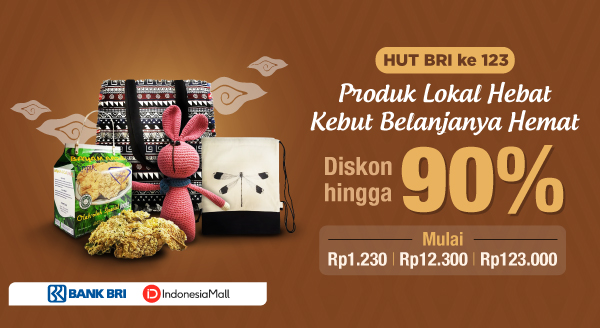 HUT BRI ke 123
Produk Lokal Hebat
Kebut Belanjanya Hemat
Diskon
hingga
90%
Mulai
Rp1.230 | Rp12.300 | Rp123.000
BANK BRI
IndonesiaMall